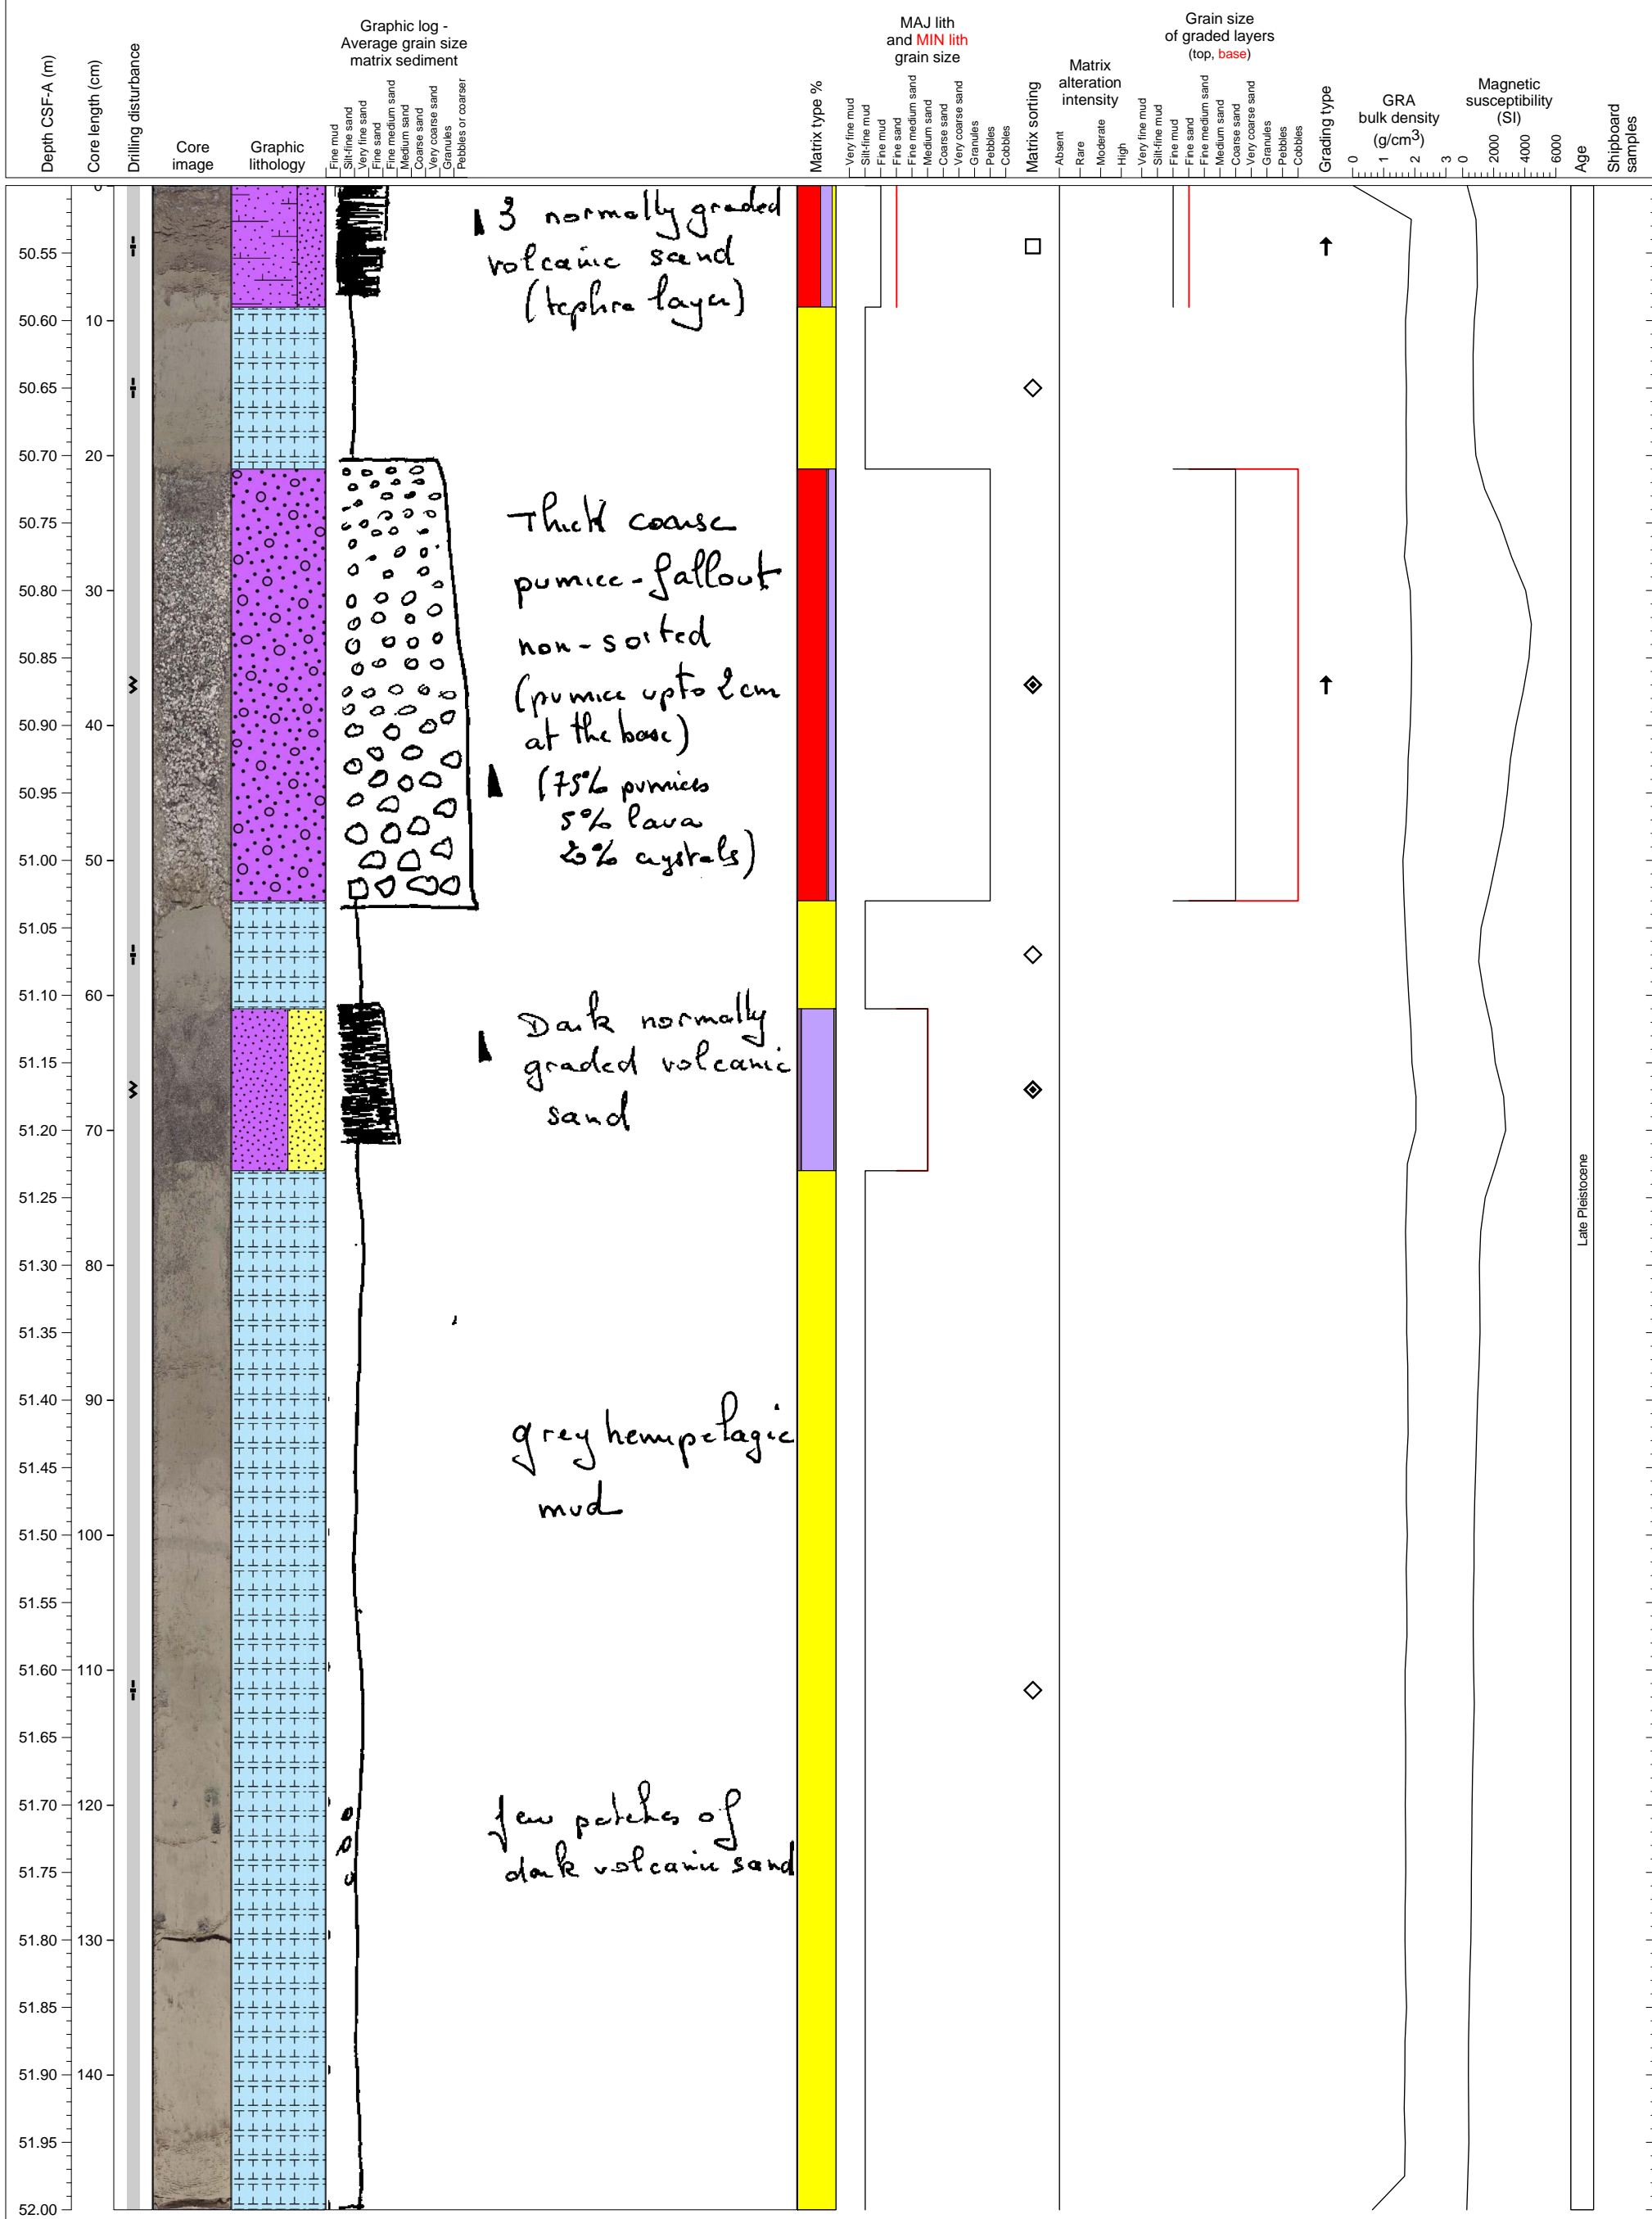 Depth CSF-A (m)
Core length (cm)
Drilling disturbance
Core
image
Graphic
lithology
Graphic log -
Average grain size
matrix sediment
Fine mud
Silt-fine sand
Very fine sand
Fine sand
Fine medium sand
Medium sand
Coarse sand
Very coarse sand
Granules
Pebbles or coarser
Matrix type %
MAJ lith
and MIN lith
grain size
Very fine mud
Silt-fine mud
Fine mud
Fine sand
Fine medium sand
Medium sand
Coarse sand
Very coarse sand
Granules
Pebbles
Cobbles
Matrix sorting
Matrix
alteration
intensity
Absent
Rare
Moderate
High
Grain size
of graded layers
(top, base)
Very fine mud
Silt-fine mud
Fine mud
Fine sand
Fine medium sand
Medium sand
Coarse sand
Very coarse sand
Granules
Pebbles
Cobbles
Grading type
GRA
bulk density
(g/cm3)
0 1 2 3
Magnetic
susceptibility
(SI)
0 2000 4000 6000
Age
Shipboard
samples
0
50.55
50.60 10
50.65
50.70 20
50.75
50.80 30
50.85
50.90 40
50.95
51.00 50
51.05
51.10 60
51.15
51.20 70
51.25
51.30 80
51.35
51.40 90
51.45
51.50 100
51.55
51.60 110
51.65
51.70 120
51.75
51.80 130
51.85
51.90 140
51.95
52.00
3 normally graded
volcanic sand
(tephra layer)
Thick coarse
pumice-fallout
non-sorted
(pumice upto 2cm
at the base)
(75% pumices
5% lava
20% crystals)
Dark normally
graded volcanic
sand
grey hemipelagic
mud
few patches of
dark volcanic sand
Late Pleistocene